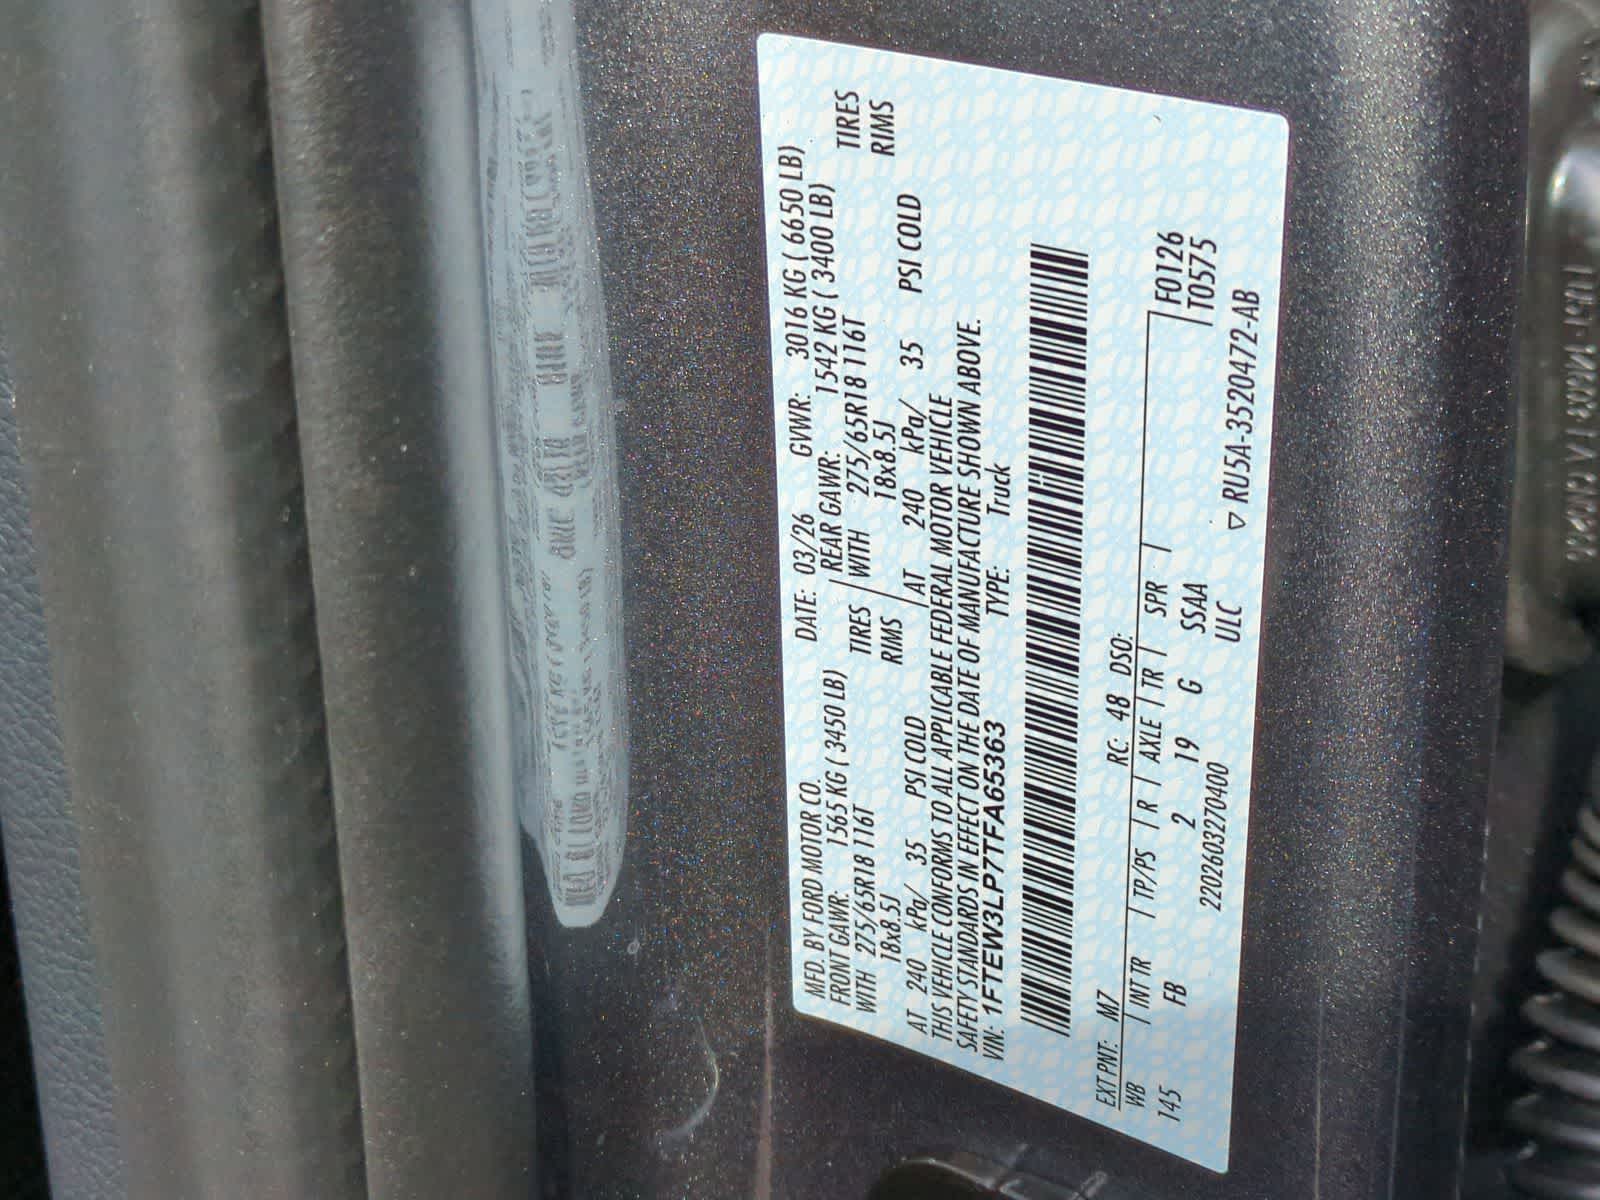 MFD. BY FORD MOTOR CO. DATE: 03/26 GVWR: 3016 KG ( 6650 LB)
FRONT GAWR: 1565 KG ( 3450 LB) REAR GAWR: 1542 KG ( 3400 LB)
WITH 275/65R18 116T TIRES WITH 275/65R18 116T TIRES
18x8.5J RIMS 18x8.5J RIMS
AT 240 kPa/ 35 PSI COLD AT 240 kPa/ 35 PSI COLD
THIS VEHICLE CONFORMS TO ALL APPLICABLE FEDERAL MOTOR VEHICLE
SAFETY STANDARDS IN EFFECT ON THE DATE OF MANUFACTURE SHOWN ABOVE.
VIN: 1FTEW3LP7TFA65363 TYPE: Truck
EXT PNT: M7 RC: 48 DSO: F0126
WB INT TR TP/PS R AXLE TR SPR T0575
145 FB 2 19 G SSAA
2202603270400 ULC
▽ RU5A-3520472-AB